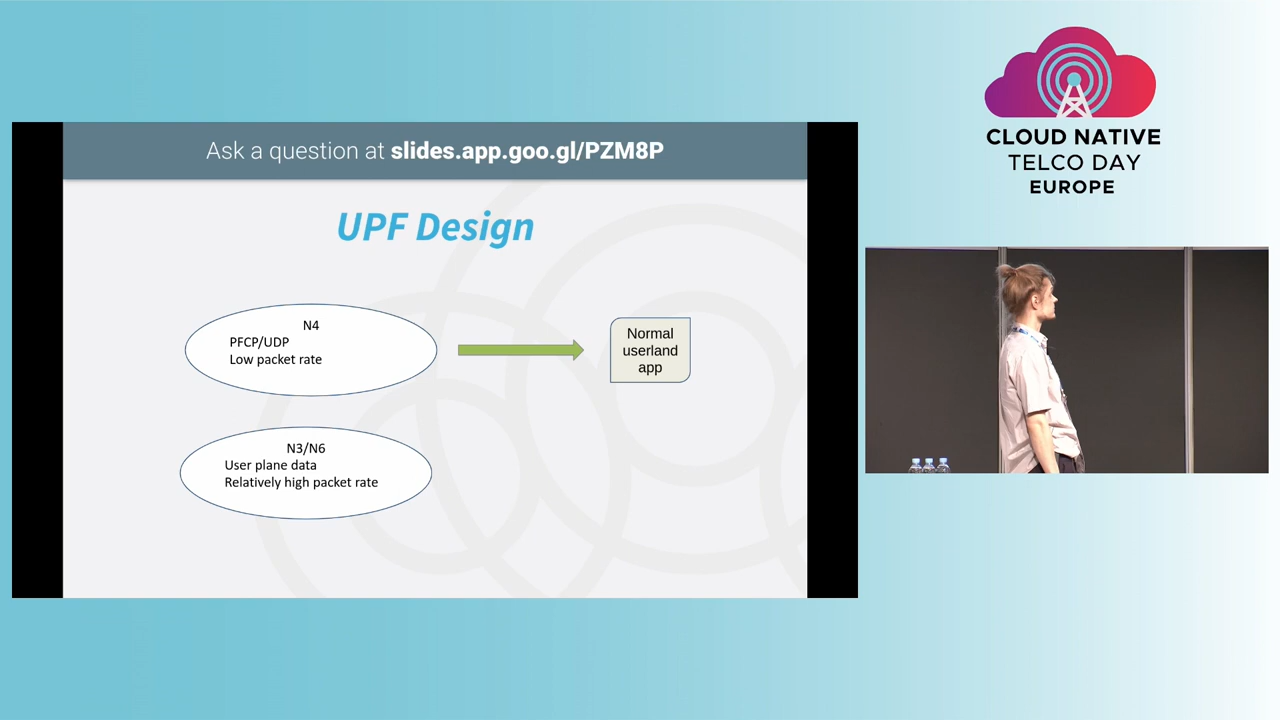 Ask a question at slides.app.goo.gl/PZM8P
UPF Design
N4
PFCP/UDP
Low packet rate
Normal
userland
app
N3/N6
User plane data
Relatively high packet rate
CLOUD NATIVE
TELCO DAY
EUROPE